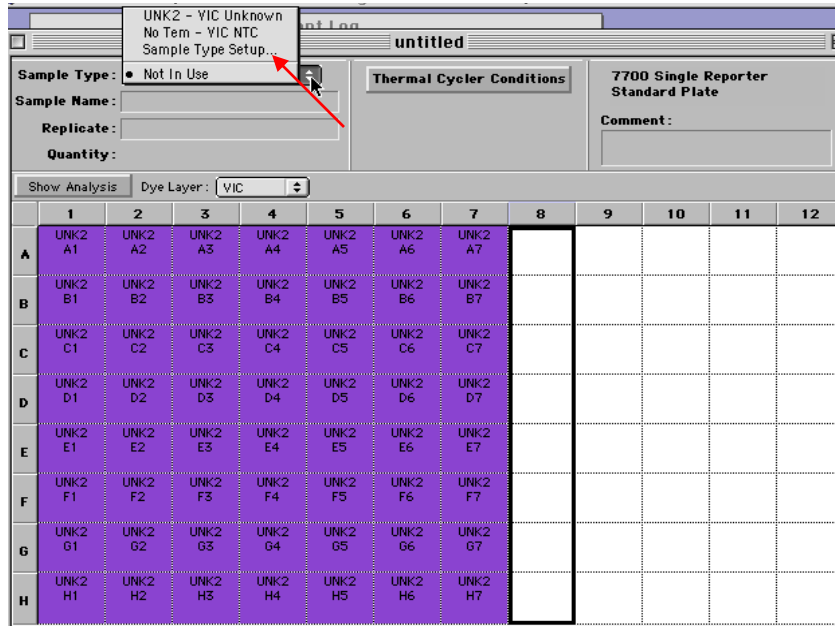 UNK2 - VIC Unknown
No Tem - VIC NTC
Sample Type Setup...
Not In Use
untitled
Sample Type:
Sample Name:
Replicate:
Quantity:
Thermal Cycler Conditions
7700 Single Reporter
Standard Plate
Comment:
Show Analysis Dye Layer: VIC
1 2 3 4 5 6 7 8 9 10 11 12
UNK2 UNK2 UNK2 UNK2 UNK2 UNK2 UNK2
A A1 A2 A3 A4 A5 A6 A7
UNK2 UNK2 UNK2 UNK2 UNK2 UNK2 UNK2
B B1 B2 B3 B4 B5 B6 B7
UNK2 UNK2 UNK2 UNK2 UNK2 UNK2 UNK2
C C1 C2 C3 C4 C5 C6 C7
UNK2 UNK2 UNK2 UNK2 UNK2 UNK2 UNK2
D D1 D2 D3 D4 D5 D6 D7
UNK2 UNK2 UNK2 UNK2 UNK2 UNK2 UNK2
E E1 E2 E3 E4 E5 E6 E7
UNK2 UNK2 UNK2 UNK2 UNK2 UNK2 UNK2
F F1 F2 F3 F4 F5 F6 F7
UNK2 UNK2 UNK2 UNK2 UNK2 UNK2 UNK2
G G1 G2 G3 G4 G5 G6 G7
UNK2 UNK2 UNK2 UNK2 UNK2 UNK2 UNK2
H H1 H2 H3 H4 H5 H6 H7